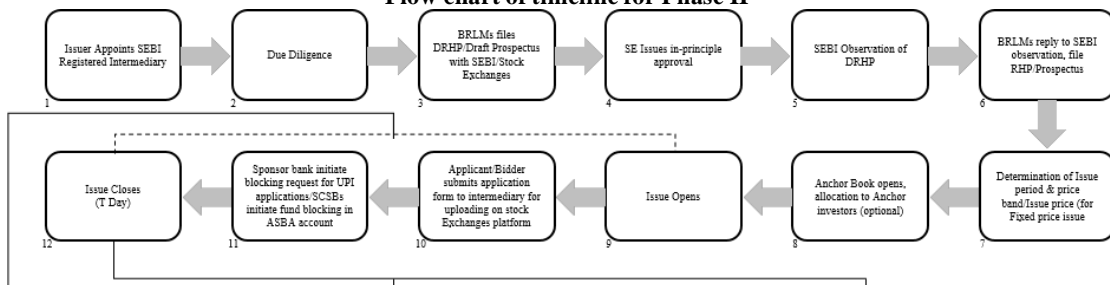 Flow chart of timeline for Phase II
Issuer Appoints SEBI
Registered Intermediary
1
Due Diligence
2
BRLMs files
DRHP/Draft Prospectus
with SEBI/Stock
Exchanges
3
SE Issues in-principle
approval
4
SEBI Observation of
DRHP
5
BRLMs reply to SEBI
observation, file
RHP/Prospectus
6
Issue Closes
(T Day)
12
Sponsor bank initiate
blocking request for UPI
applications/SCSBs
initiate fund blocking in
ASBA account
11
Applicant/Bidder
submits application
form to intermediary for
uploading on stock
Exchanges platform
10
Issue Opens
9
Anchor Book opens,
allocation to Anchor
investors (optional)
8
Determination of Issue
period & price
band/Issue price (for
Fixed price issue
7